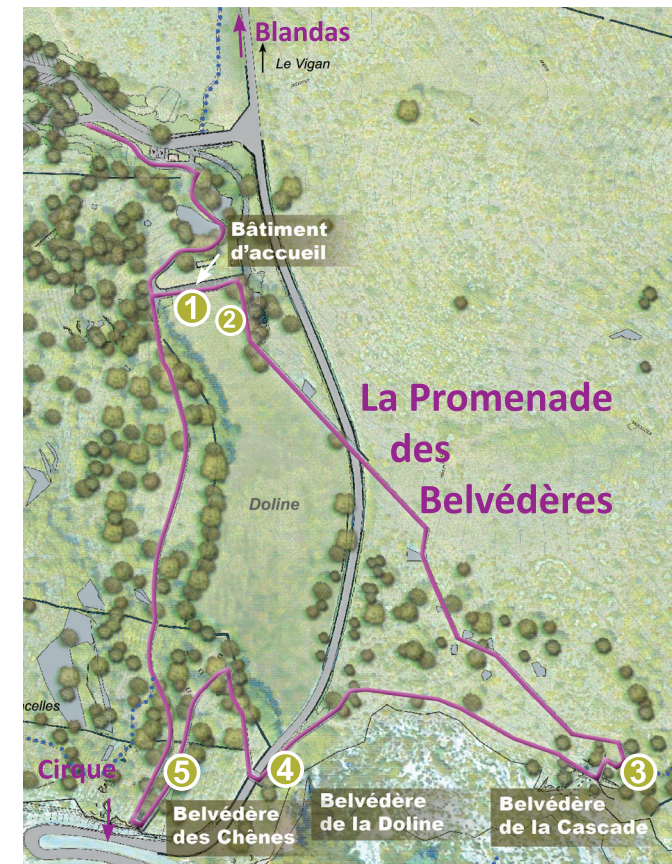 Blandas
Le Vigan
Bâtiment
d'accueil
1
2
La Promenade
des
Belvédères
Doline
celles
Cirque
5
4
3
Belvédère
des Chênes
Belvédère
de la Doline
Belvédère
de la Cascade